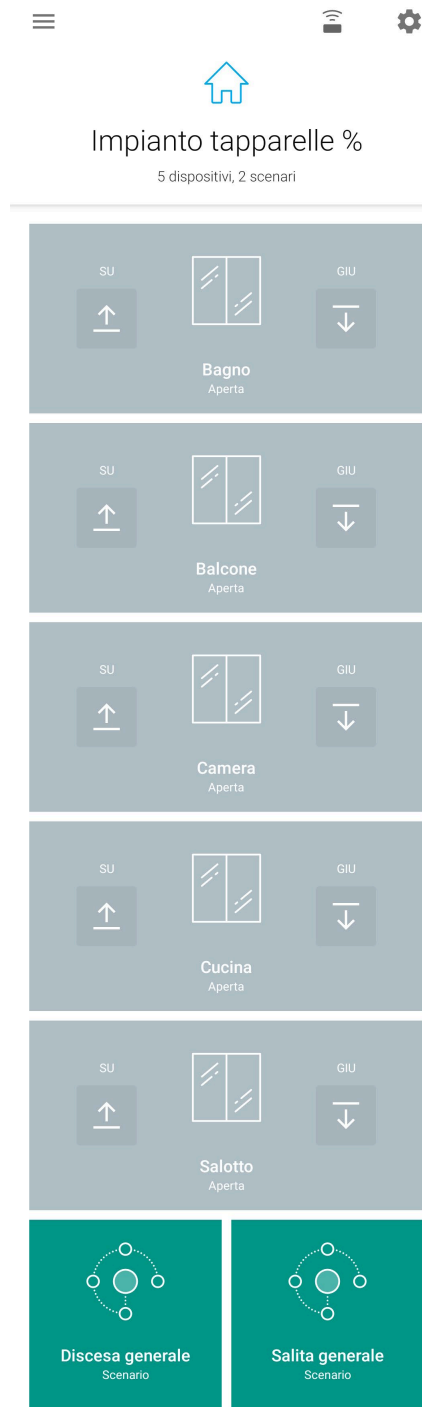 Impianto tapparelle %
5 dispositivi, 2 scenari
SU
GIU
Bagno
Aperta
SU
GIU
Balcone
Aperta
SU
GIU
Camera
Aperta
SU
GIU
Cucina
Aperta
SU
GIU
Salotto
Aperta
Discesa generale
Scenario
Salita generale
Scenario